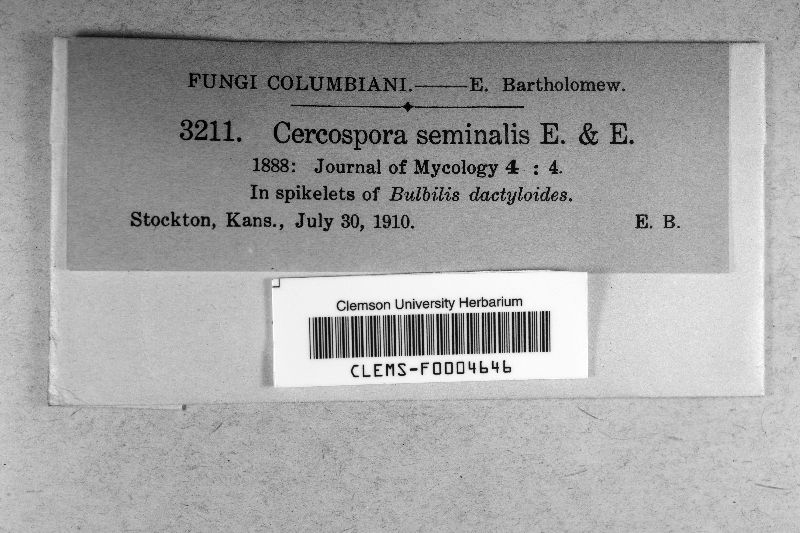 FUNGI COLUMBIANI.——E. Bartholomew.
3211. Cercospora seminalis E. & E.
1888: Journal of Mycology 4 : 4.
In spikelets of Bulbilis dactyloides.
Stockton, Kans., July 30, 1910. E. B.
Clemson University Herbarium
CLEMS-F0004646